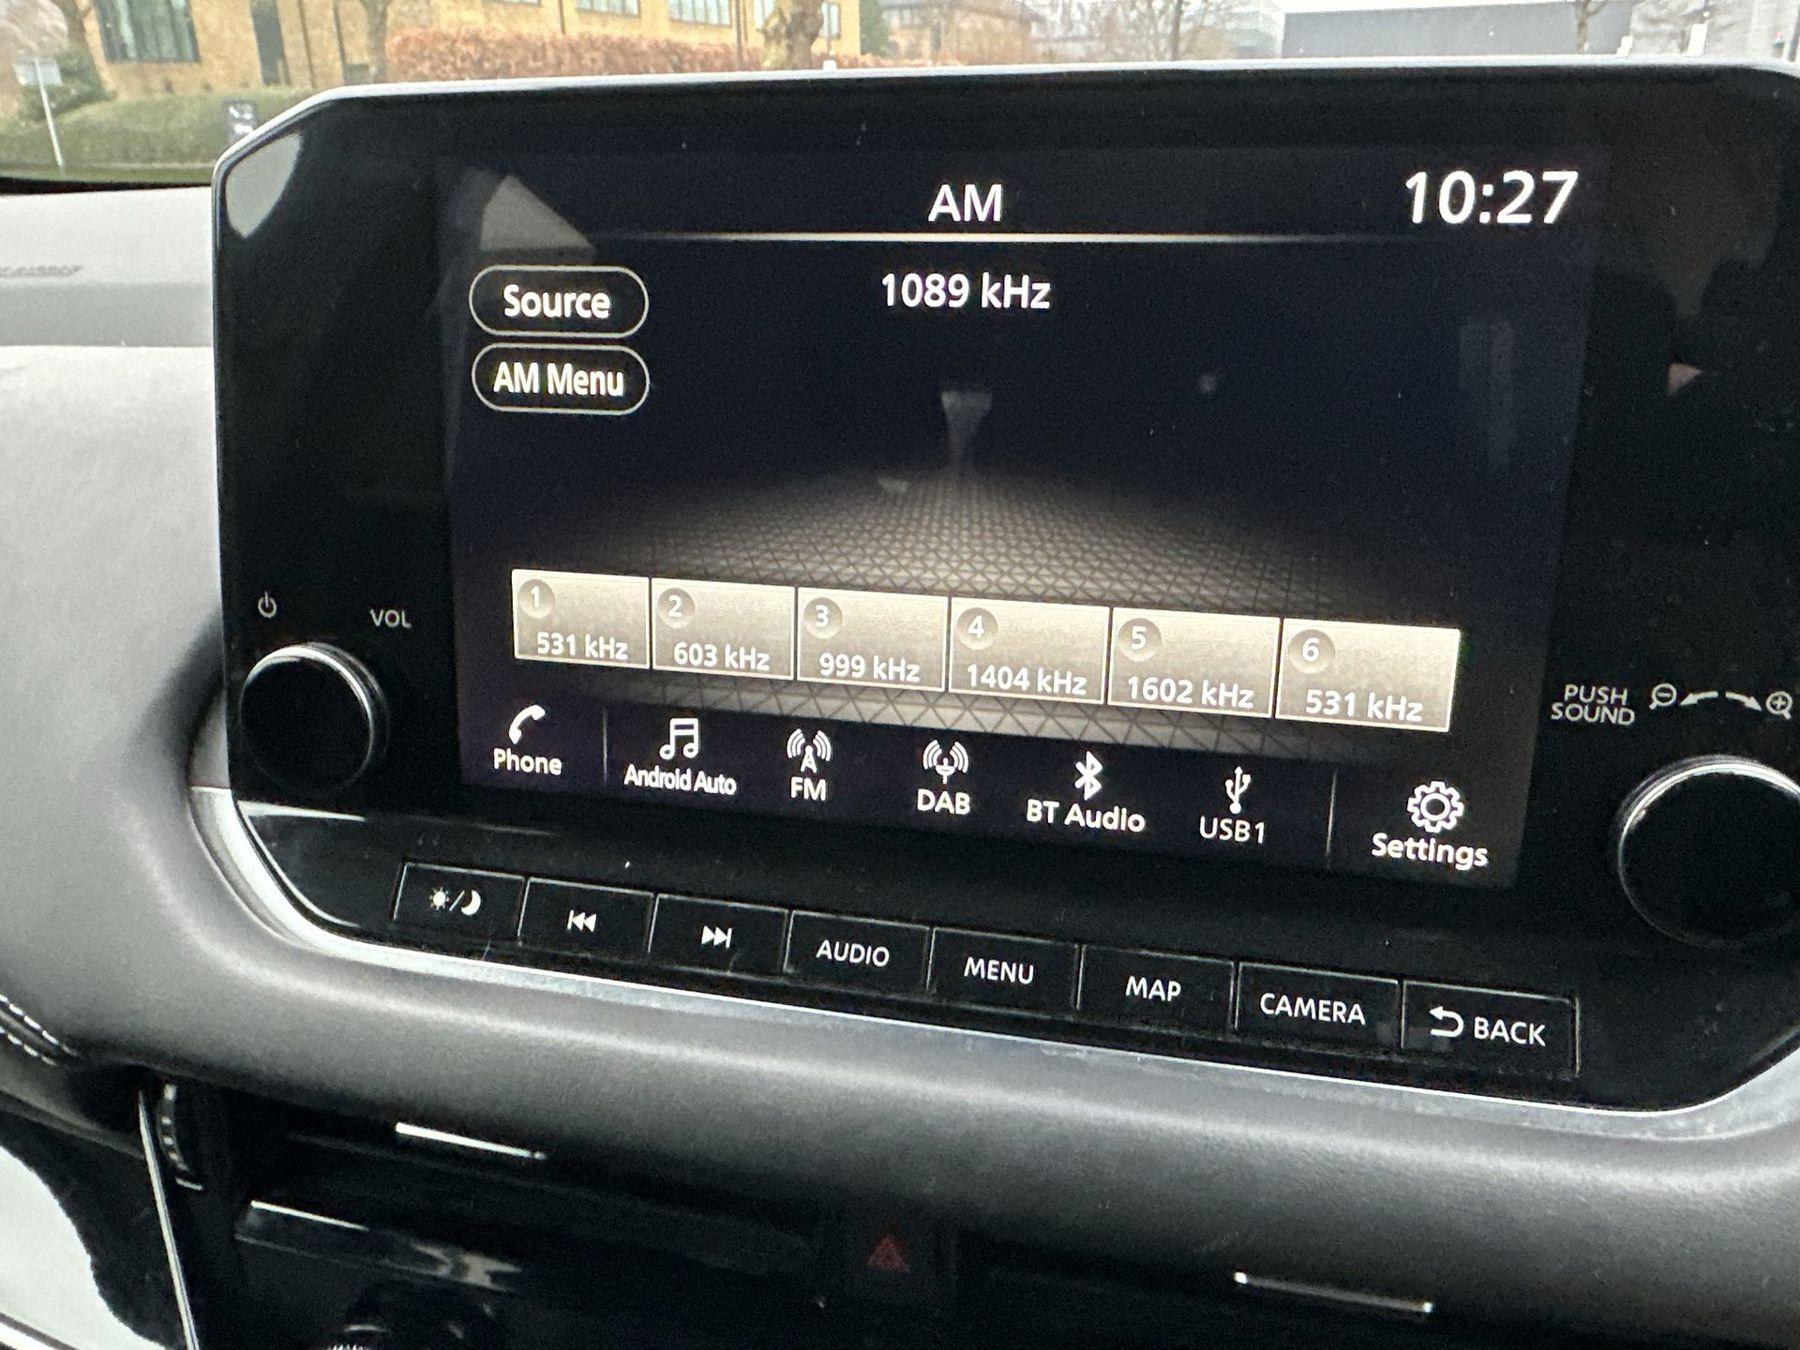 AM
10:27
1089 kHz
Source
AM Menu
1
531 kHz
2
603 kHz
3
999 kHz
4
1404 kHz
5
1602 kHz
6
531 kHz
VOL
PUSH
SOUND
Phone
Android Auto
FM
DAB
BT Audio
USB1
Settings
AUDIO
MENU
MAP
CAMERA
BACK